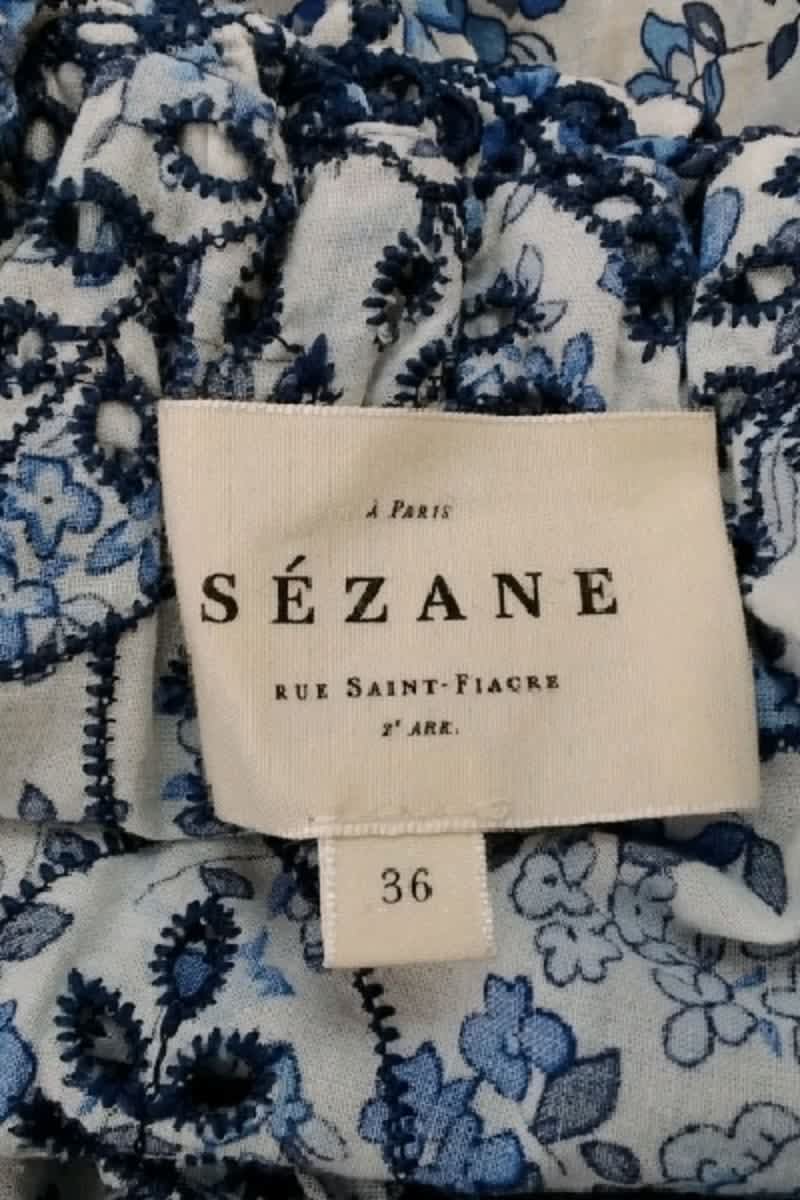 À PARIS
SÉZANE
RUE SAINT-FIACRE
2ᵉ ARR.
36